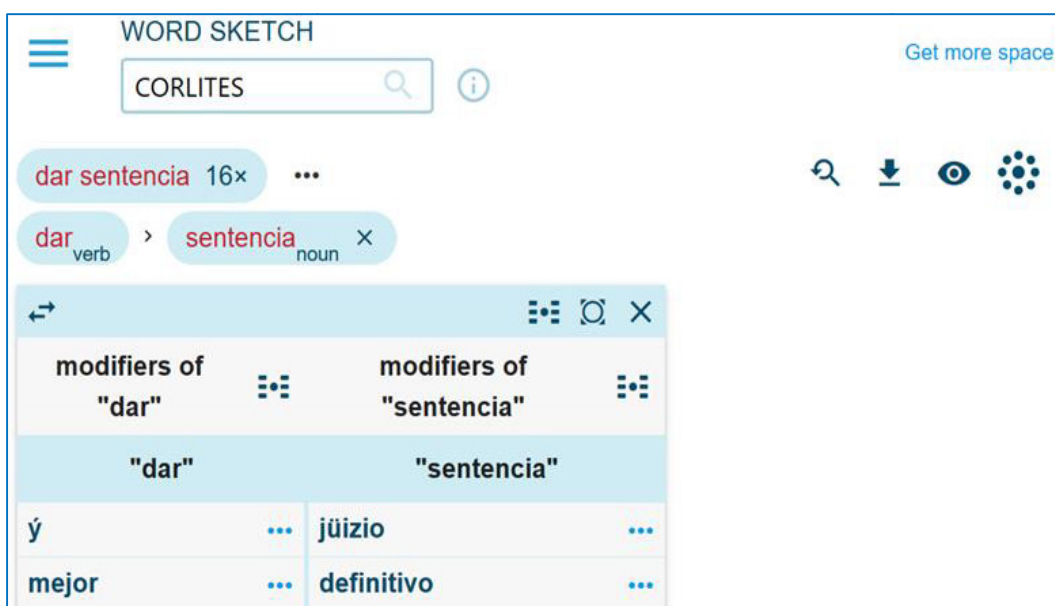 WORD SKETCH
Get more space
CORLITES
dar sentencia 16×
dar verb › sentencia noun ×
modifiers of "dar"
modifiers of "sentencia"
"dar" "sentencia"
ý jüizio
mejor definitivo